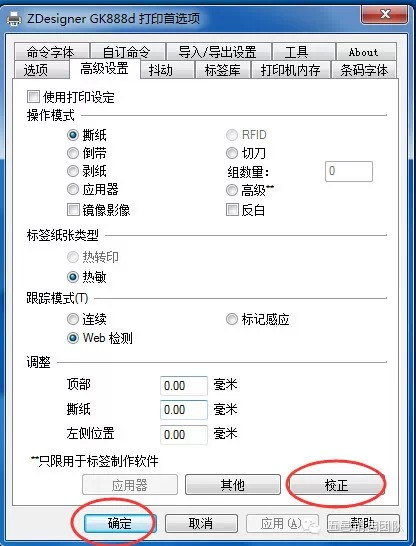 ZDesigner GK888d 打印首选项
命令字体 自订命令 导入/导出设置 工具 About
选项 高级设置 抖动 标签库 打印机内存 条码字体
使用打印设定
操作模式
撕纸 RFID
倒带 切刀
剥纸 组数量: 0
应用器 高级**
镜像影像 反白
标签纸张类型
热转印
热敏
跟踪模式(T)
连续 标记感应
Web 检测
调整
顶部 0.00 毫米
撕纸 0.00 毫米
左侧位置 0.00 毫米
**只限用于标签制作软件
应用器 其他 校正
确定 取消 应用(A) 帮助